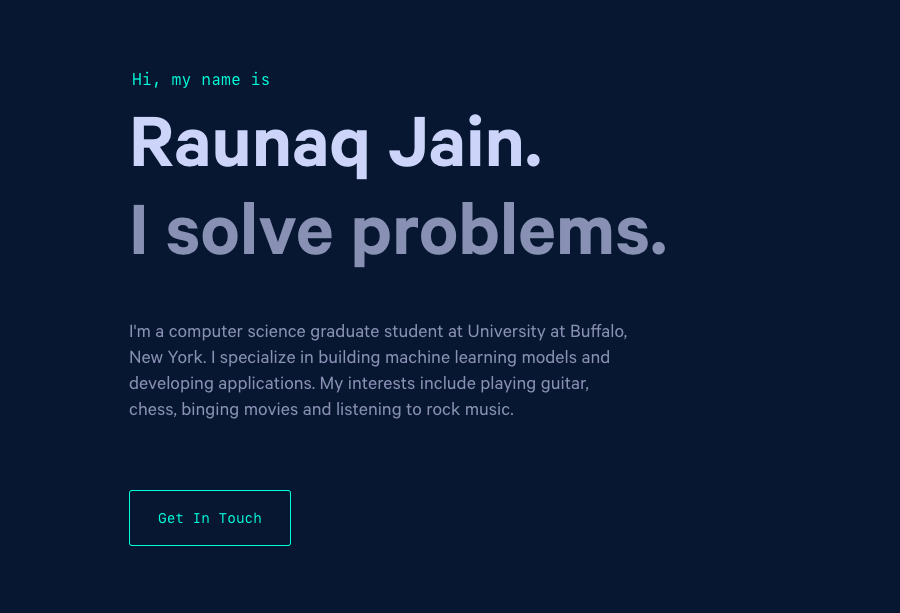 Hi, my name is
Raunaq Jain.
I solve problems.
I'm a computer science graduate student at University at Buffalo,
New York. I specialize in building machine learning models and
developing applications. My interests include playing guitar,
chess, binging movies and listening to rock music.
Get In Touch